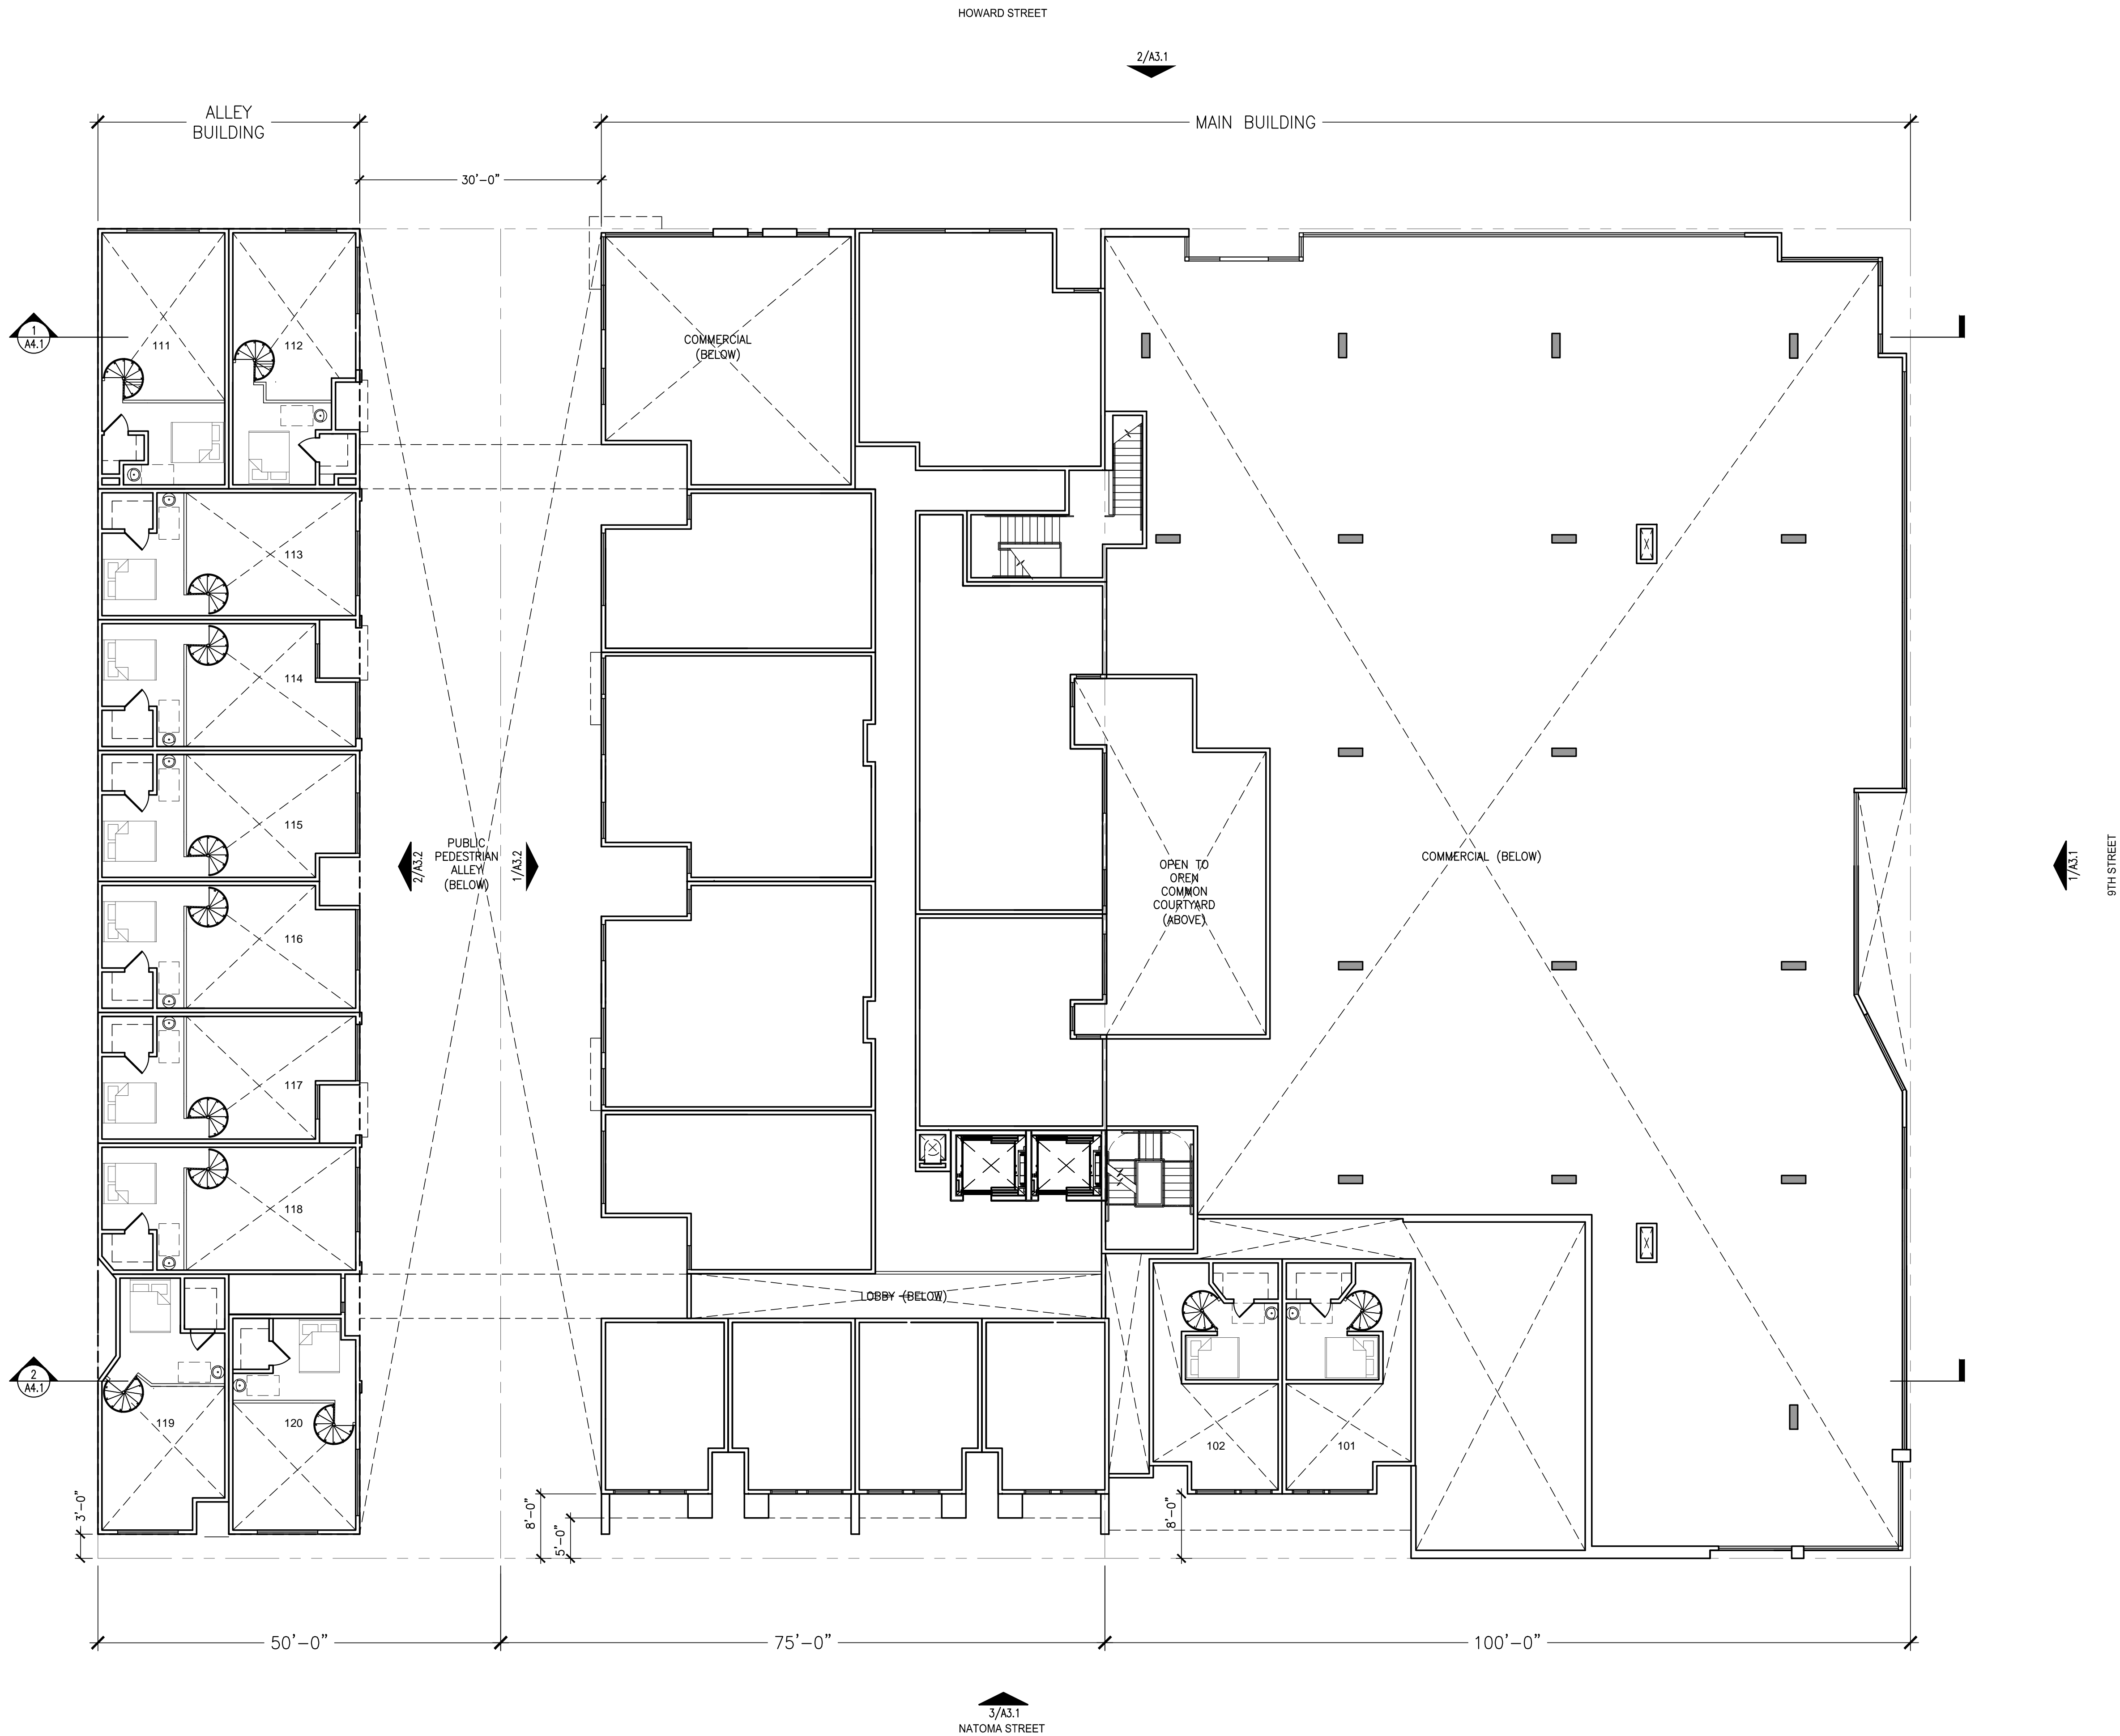 HOWARD STREET
2/A3.1
ALLEY
BUILDING
MAIN BUILDING
30'-0"
1
A4.1
111
112
COMMERCIAL
(BELOW)
113
114
115
PUBLIC
PEDESTRIAN
ALLEY
(BELOW)
2/A3.2
1/A3.2
OPEN TO
OPEN
COMMON
COURTYARD
(ABOVE)
COMMERCIAL (BELOW)
1/A3.1
9TH STREET
116
117
118
LOBBY (BELOW)
2
A4.1
119
120
102
101
3'-0"
8'-0"
5'-0"
8'-0"
50'-0"
75'-0"
100'-0"
3/A3.1
NATOMA STREET